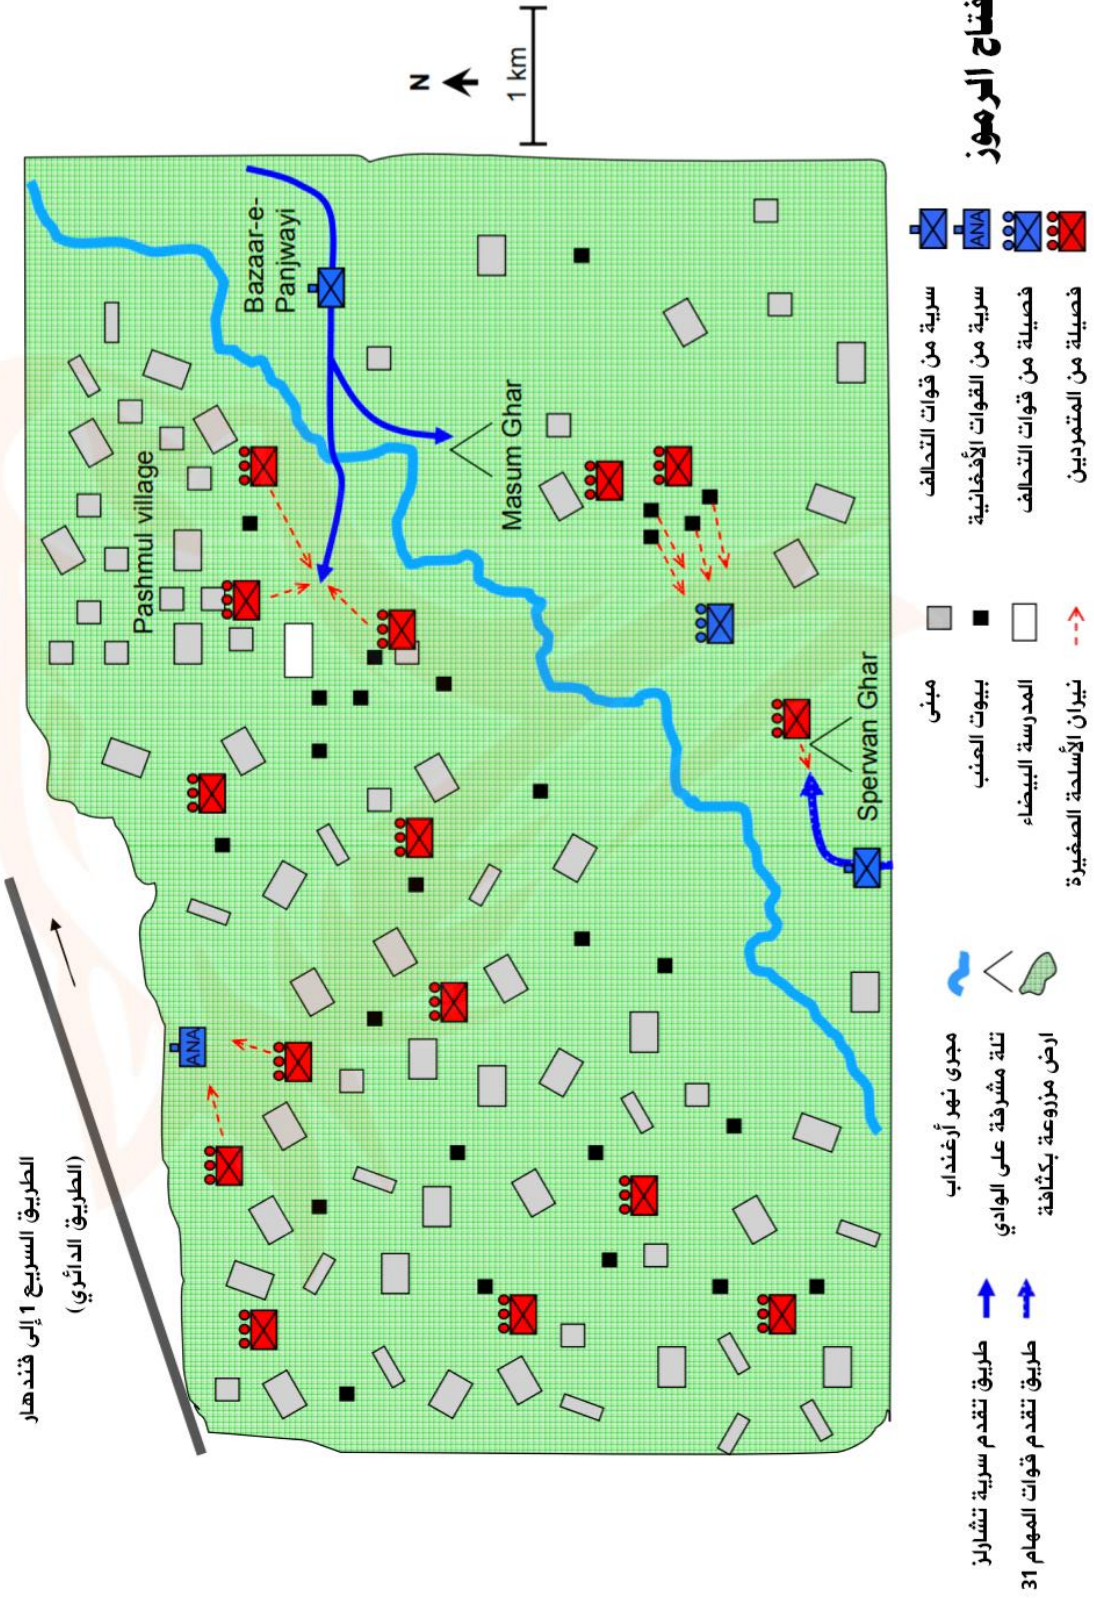 الطريق السريع 1 إلى قندهار
(الطريق الدائري)
N
1 km
Bazaar-e-
Panjwayi
Pashmul village
Masum Ghar
Sperwan Ghar
ANA
فتاح الرموز
ANA
سرية من قوات التحالف
سرية من القوات الأفغانية
فصيلة من قوات التحالف
فصيلة من المتمردين
مبنى
بيوت العنب
المدرسة البيضاء
نيران الأسلحة الصغيرة
مجرى نهر أرغنداب
تلة مشرفة على الوادي
ارض مزروعة بكثافة
طريق تقدم سرية تشارلز
طريق تقدم قوات المهام 31